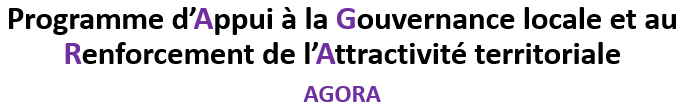 Programme d’Appui à la Gouvernance locale et au
Renforcement de l’Attractivité territoriale
AGORA